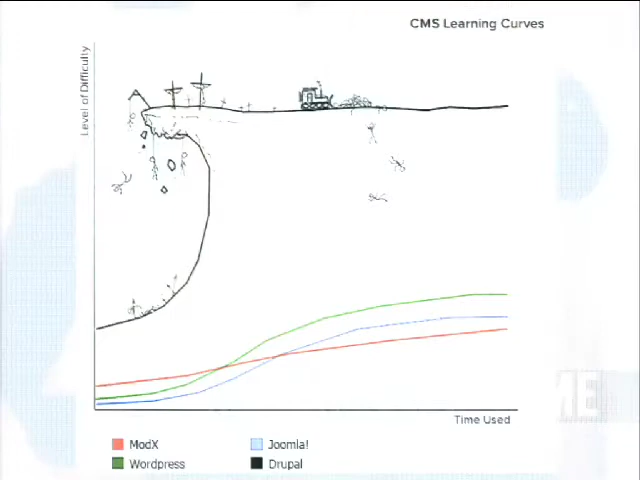 CMS Learning Curves
Level of Difficulty
Time Used
ModX
Joomla!
Wordpress
Drupal